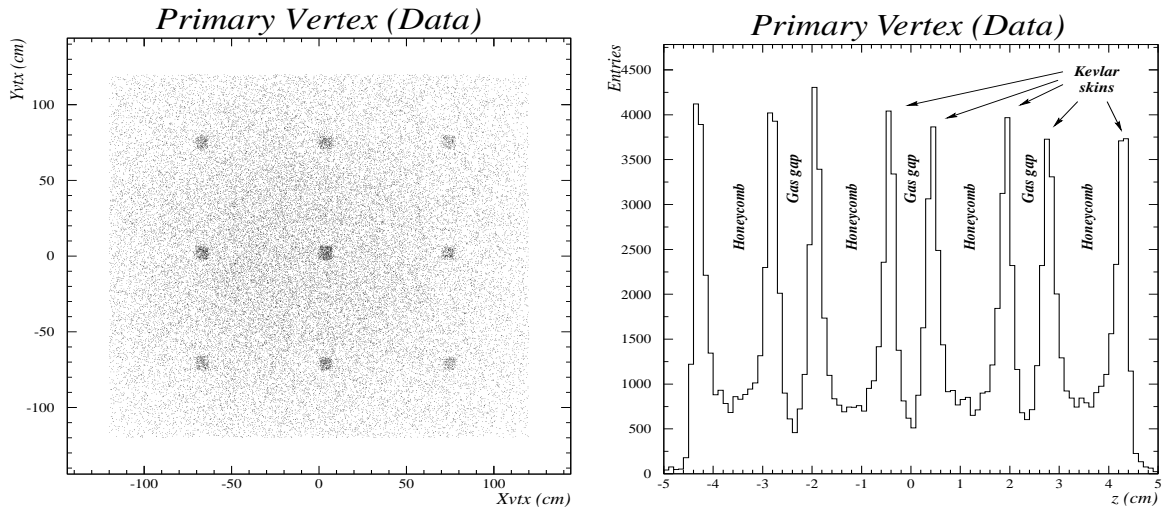 Primary Vertex (Data)
Yvtx (cm)
100
50
0
-50
-100
-100
-50
0
50
100
Xvtx (cm)
Primary Vertex (Data)
Entries
4500
4000
3500
3000
2500
2000
1500
1000
500
0
Kevlar
skins
Honeycomb
Gas gap
Honeycomb
Gas gap
Honeycomb
Gas gap
Honeycomb
-5
-4
-3
-2
-1
0
1
2
3
4
5
z (cm)